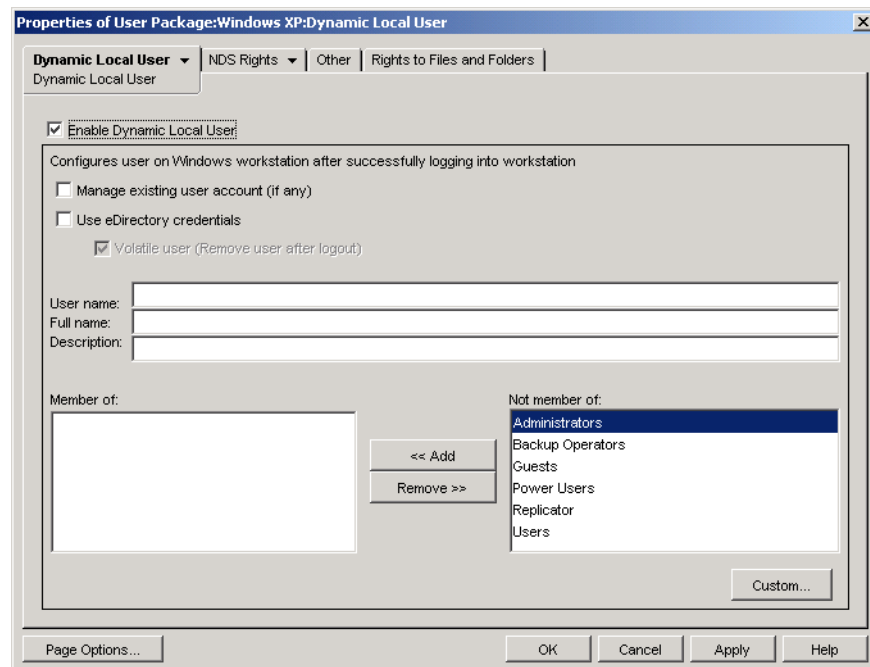 Properties of User Package:Windows XP:Dynamic Local User
Dynamic Local User NDS Rights Other Rights to Files and Folders
Dynamic Local User
Enable Dynamic Local User
Configures user on Windows workstation after successfully logging into workstation
Manage existing user account (if any)
Use eDirectory credentials
Volatile user (Remove user after logout)
User name:
Full name:
Description:
Member of:
Not member of:
Administrators
Backup Operators
Guests
Power Users
Replicator
Users
<< Add
Remove >>
Custom...
Page Options...
OK Cancel Apply Help